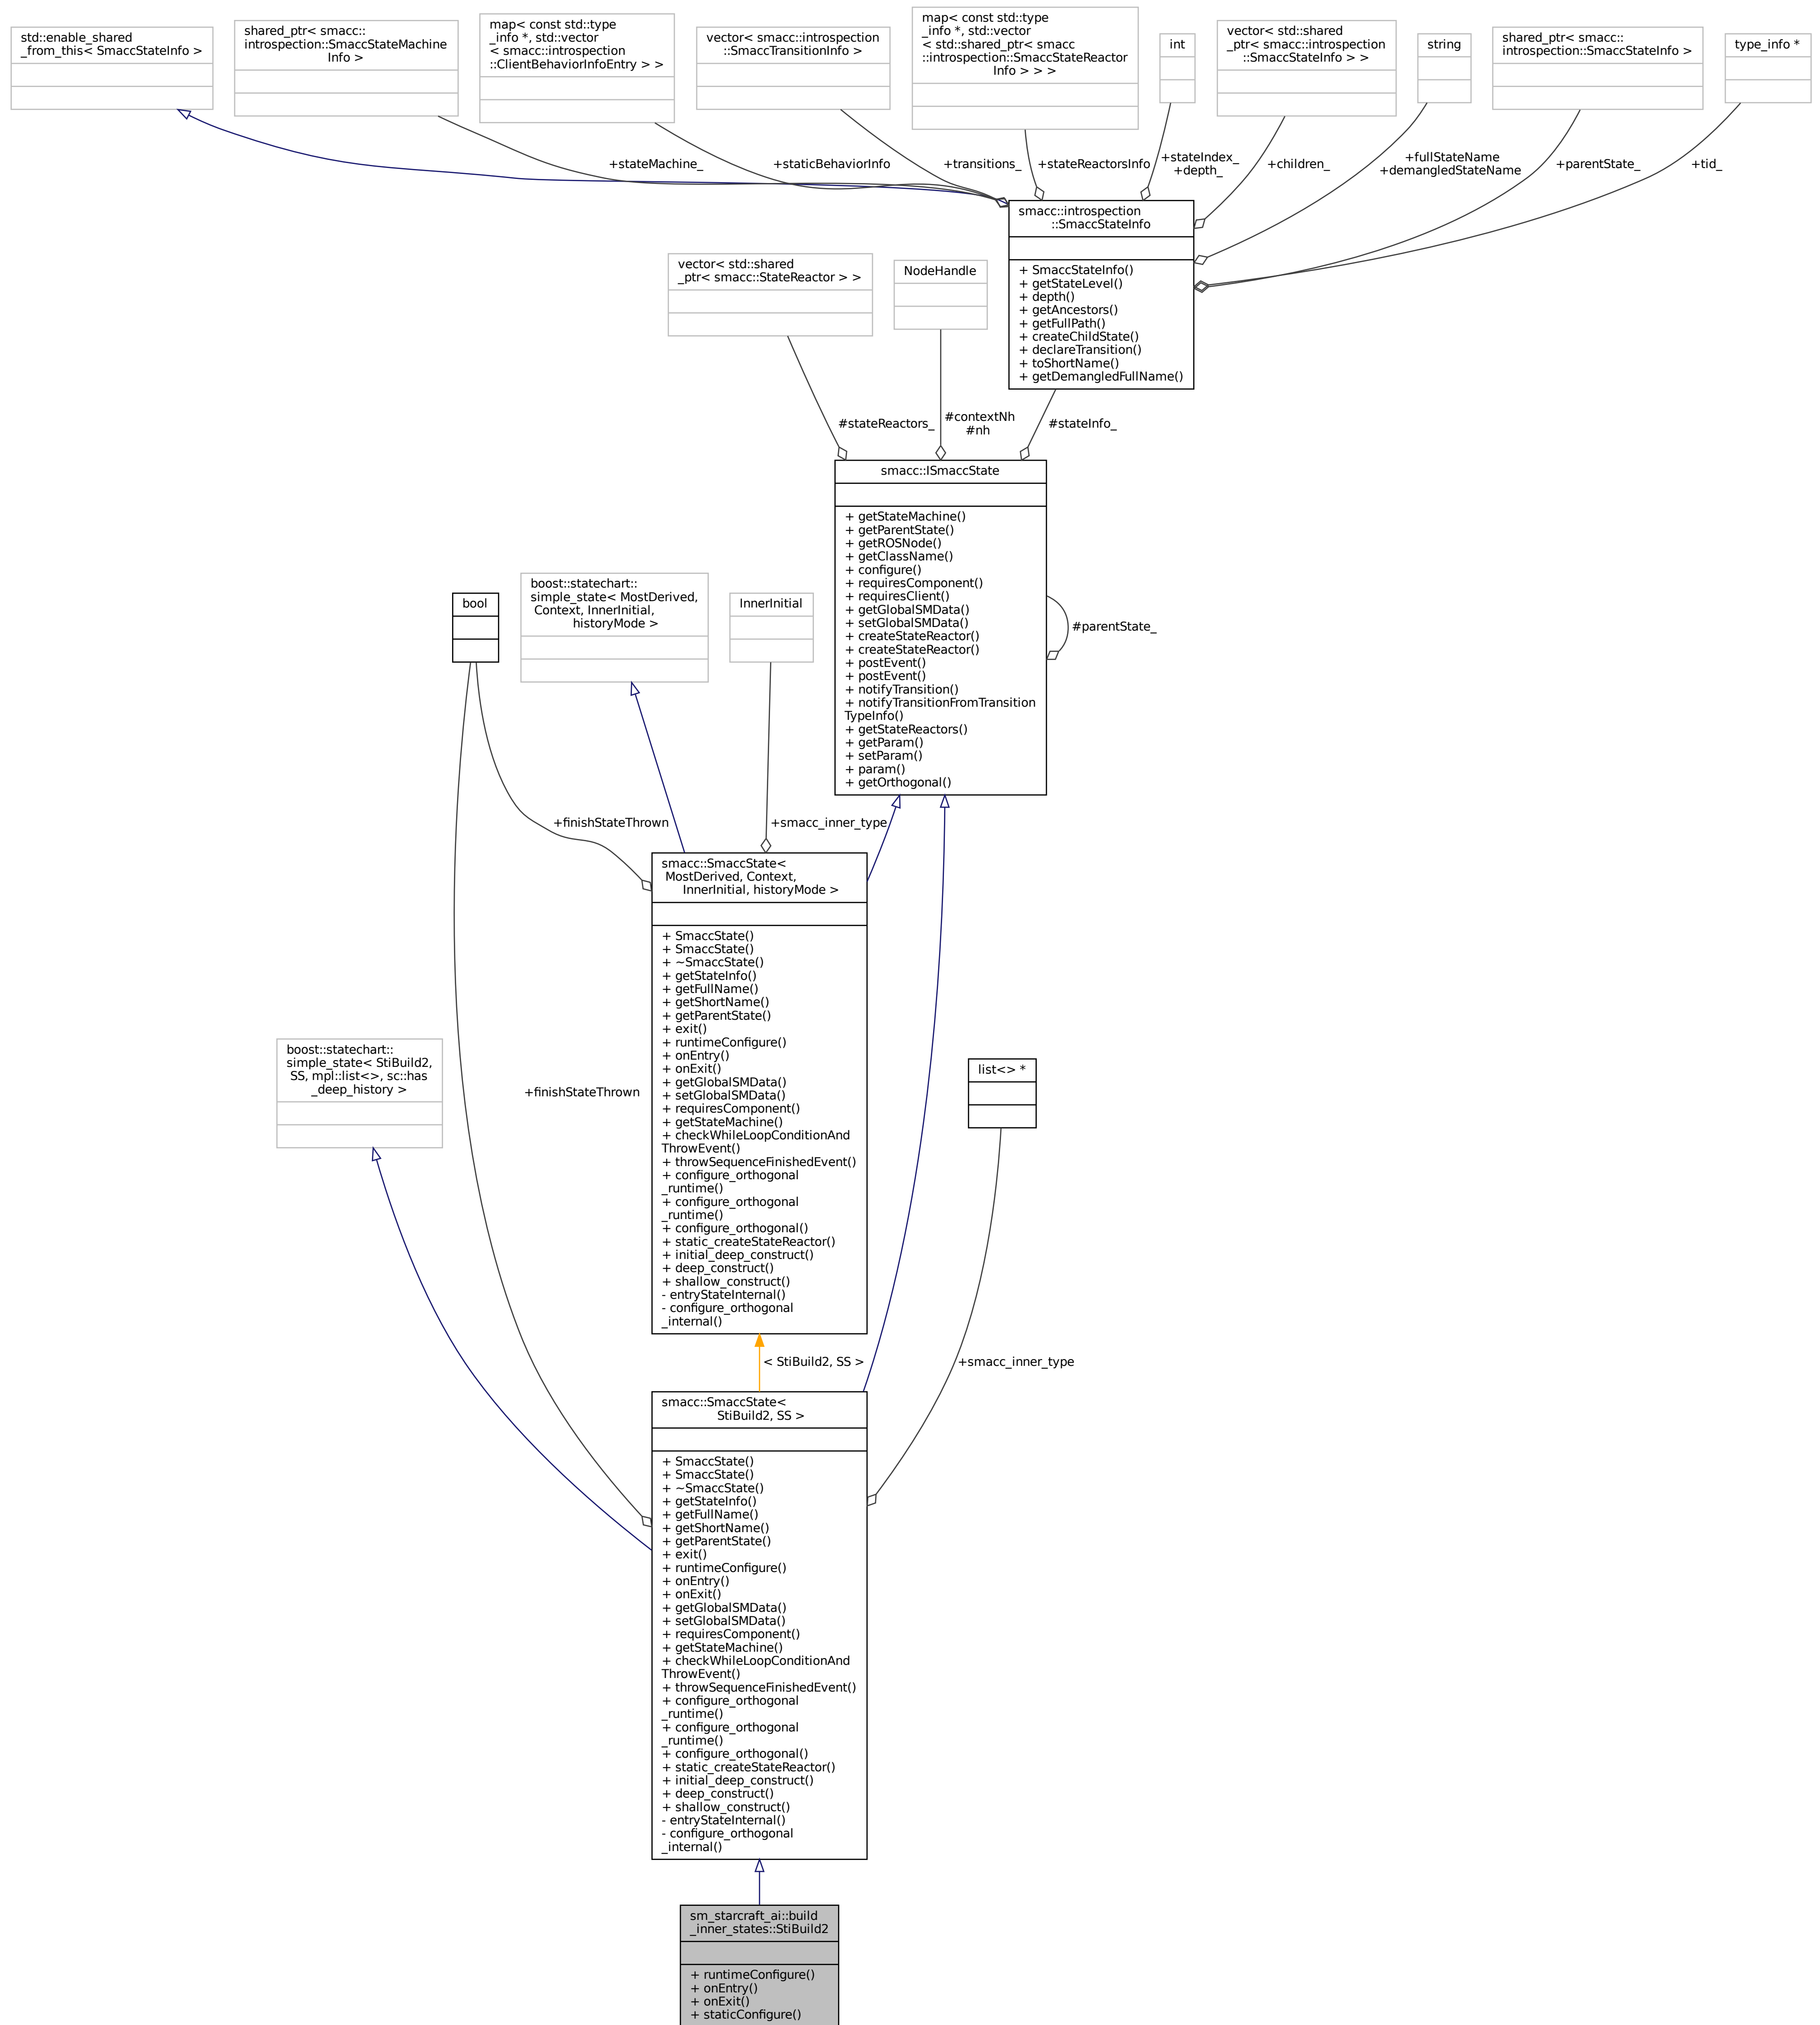 std::enable_shared
_from_this< SmaccStateInfo >
shared_ptr< smacc::
introspection::SmaccStateMachine
Info >
map< const std::type
_info *, std::vector
< smacc::introspection
::ClientBehaviorInfoEntry > >
vector< smacc::introspection
::SmaccTransitionInfo >
map< const std::type
_info *, std::vector
< std::shared_ptr< smacc
::introspection::SmaccStateReactor
Info > > >
int
vector< std::shared
_ptr< smacc::introspection
::SmaccStateInfo > >
string
shared_ptr< smacc::
introspection::SmaccStateInfo >
type_info *
+stateMachine_
+staticBehaviorInfo
+transitions_
+stateReactorsInfo
+stateIndex_
+depth_
+children_
+fullStateName
+demangledStateName
+parentState_
+tid_
smacc::introspection
::SmaccStateInfo
+ SmaccStateInfo()
+ getStateLevel()
+ depth()
+ getAncestors()
+ getFullPath()
+ createChildState()
+ declareTransition()
+ toShortName()
+ getDemangledFullName()
vector< std::shared
_ptr< smacc::StateReactor > >
NodeHandle
#stateReactors_
#contextNh
#nh
#stateInfo_
smacc::ISmaccState
+ getStateMachine()
+ getParentState()
+ getROSNode()
+ getClassName()
+ configure()
+ requiresComponent()
+ requiresClient()
+ getGlobalSMData()
+ setGlobalSMData()
+ createStateReactor()
+ createStateReactor()
+ postEvent()
+ postEvent()
+ notifyTransition()
+ notifyTransitionFromTransition
TypeInfo()
+ getStateReactors()
+ getParam()
+ setParam()
+ param()
+ getOrthogonal()
#parentState_
bool
boost::statechart::
simple_state< MostDerived,
Context, InnerInitial,
historyMode >
InnerInitial
+finishStateThrown
+smacc_inner_type
smacc::SmaccState<
MostDerived, Context,
InnerInitial, historyMode >
+ SmaccState()
+ SmaccState()
+ ~SmaccState()
+ getStateInfo()
+ getFullName()
+ getShortName()
+ getParentState()
+ exit()
+ runtimeConfigure()
+ onEntry()
+ onExit()
+ getGlobalSMData()
+ setGlobalSMData()
+ requiresComponent()
+ getStateMachine()
+ checkWhileLoopConditionAnd
ThrowEvent()
+ throwSequenceFinishedEvent()
+ configure_orthogonal
_runtime()
+ configure_orthogonal
_runtime()
+ configure_orthogonal()
+ static_createStateReactor()
+ initial_deep_construct()
+ deep_construct()
+ shallow_construct()
- entryStateInternal()
- configure_orthogonal
_internal()
boost::statechart::
simple_state< StiBuild2,
SS, mpl::list<>, sc::has
_deep_history >
+finishStateThrown
list<> *
< StiBuild2, SS >
+smacc_inner_type
smacc::SmaccState<
StiBuild2, SS >
+ SmaccState()
+ SmaccState()
+ ~SmaccState()
+ getStateInfo()
+ getFullName()
+ getShortName()
+ getParentState()
+ exit()
+ runtimeConfigure()
+ onEntry()
+ onExit()
+ getGlobalSMData()
+ setGlobalSMData()
+ requiresComponent()
+ getStateMachine()
+ checkWhileLoopConditionAnd
ThrowEvent()
+ throwSequenceFinishedEvent()
+ configure_orthogonal
_runtime()
+ configure_orthogonal
_runtime()
+ configure_orthogonal()
+ static_createStateReactor()
+ initial_deep_construct()
+ deep_construct()
+ shallow_construct()
- entryStateInternal()
- configure_orthogonal
_internal()
sm_starcraft_ai::build
_inner_states::StiBuild2
+ runtimeConfigure()
+ onEntry()
+ onExit()
+ staticConfigure()